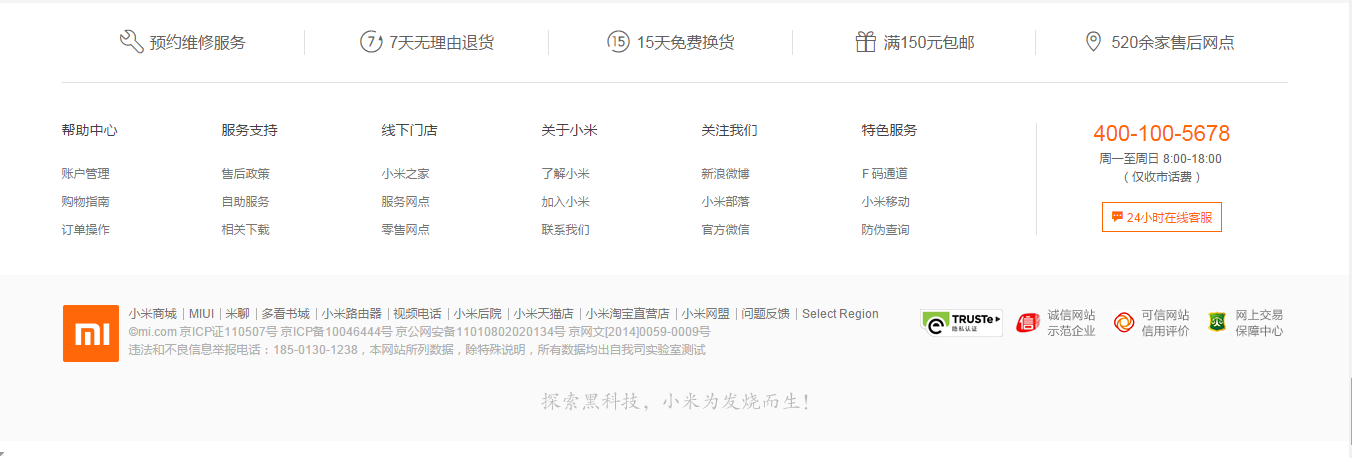 预约维修服务
7 7天无理由退货
15 15天免费换货
满150元包邮
520余家售后网点
帮助中心
账户管理
购物指南
订单操作
服务支持
售后政策
自助服务
相关下载
线下门店
小米之家
服务网点
零售网点
关于小米
了解小米
加入小米
联系我们
关注我们
新浪微博
小米部落
官方微信
特色服务
F 码通道
小米移动
防伪查询
400-100-5678
周一至周日 8:00-18:00
（仅收市话费）
24小时在线客服
mi
小米商城｜MIUI｜米聊｜多看书城｜小米路由器｜视频电话｜小米后院｜小米天猫店｜小米淘宝直营店｜小米网盟｜问题反馈｜Select Region
©mi.com 京ICP证110507号 京ICP备10046444号 京公网安备11010802020134号 京网文[2014]0059-0009号
违法和不良信息举报电话：185-0130-1238，本网站所列数据，除特殊说明，所有数据均出自我司实验室测试
TRUSTe
隐私认证
诚信网站
示范企业
可信网站
信用评价
网上交易
保障中心
探索黑科技，小米为发烧而生！